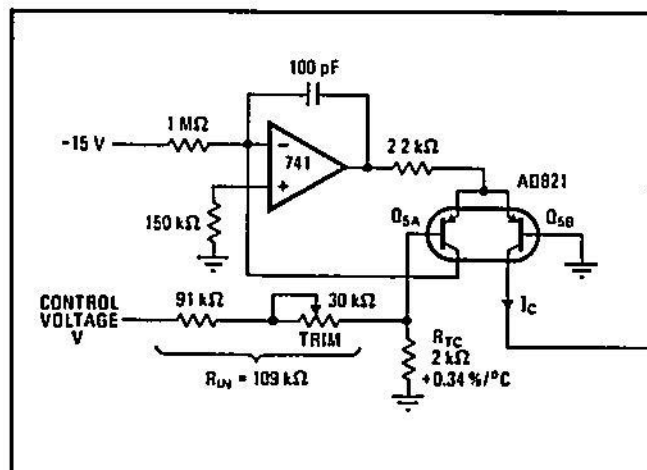 100 pF
1 MΩ
-15 V
−
741
+
2.2 kΩ
AD821
150 kΩ
Q5A
Q5B
CONTROL
VOLTAGE
V
91 kΩ
30 kΩ
TRIM
IC
RIN = 109 kΩ
RTC
2 kΩ
+0.34 %/°C